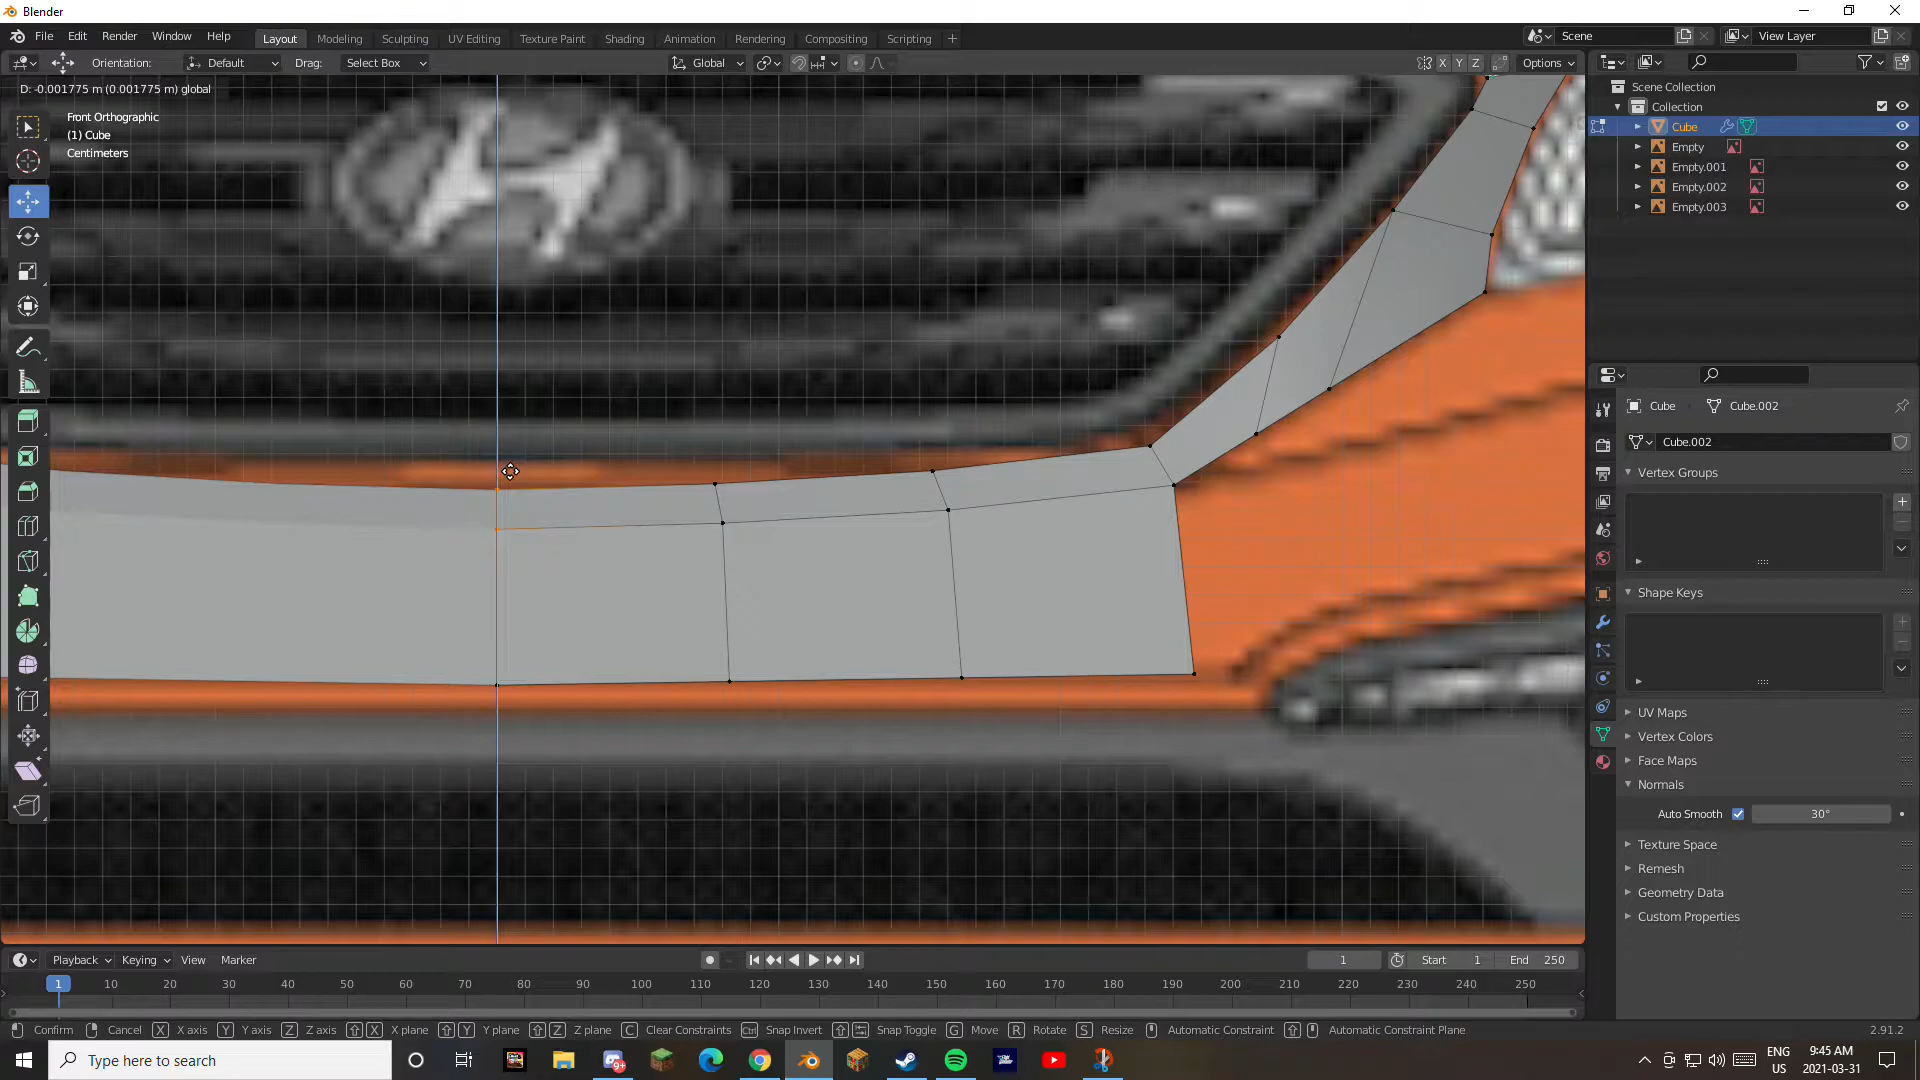 Blender
File Edit Render Window Help Layout Modeling Sculpting UV Editing Texture Paint Shading Animation Rendering Compositing Scripting + Scene View Layer
Orientation: Default Drag: Select Box Global X Y Z Options
D: -0.001775 m (0.001775 m) global
Front Orthographic
(1) Cube
Centimeters
Scene Collection
Collection
Cube
Empty
Empty.001
Empty.002
Empty.003
Cube Cube.002
Cube.002
Vertex Groups
Shape Keys
UV Maps
Vertex Colors
Face Maps
Normals
Auto Smooth 30°
Texture Space
Remesh
Geometry Data
Custom Properties
Playback Keying View Marker 1 Start 1 End 250
1 10 20 30 40 50 60 70 80 90 100 110 120 130 140 150 160 170 180 190 200 210 220 230 240 250
Confirm Cancel X X axis Y Y axis Z Z axis X X plane Y Y plane Z Z plane C Clear Constraints Ctrl Snap Invert Snap Toggle G Move R Rotate S Resize Automatic Constraint Automatic Constraint Plane 2.91.2
Type here to search
ENG
US
9:45 AM
2021-03-31